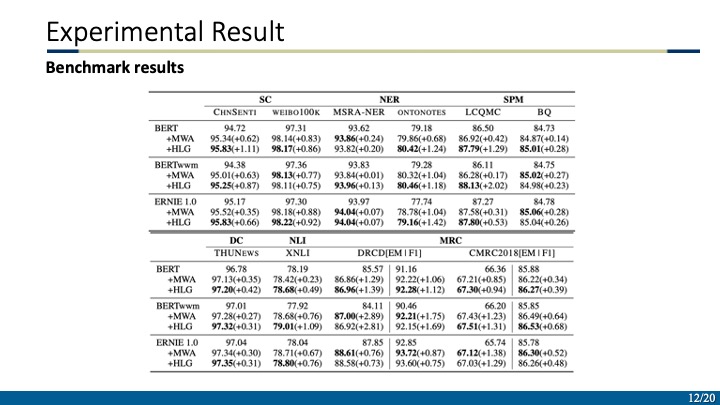 Experimental Result
Benchmark results
SC NER SPM
CHNSENTI WEIBO100K MSRA-NER ONTONOTES LCQMC BQ
BERT 94.72 97.31 93.62 79.18 86.50 84.73
+MWA 95.34(+0.62) 98.14(+0.83) 93.86(+0.24) 79.86(+0.68) 86.92(+0.42) 84.87(+0.14)
+HLG 95.83(+1.11) 98.17(+0.86) 93.82(+0.20) 80.42(+1.24) 87.79(+1.29) 85.01(+0.28)
BERTwwm 94.38 97.36 93.83 79.28 86.11 84.75
+MWA 95.01(+0.63) 98.13(+0.77) 93.84(+0.01) 80.32(+1.04) 86.28(+0.17) 85.02(+0.27)
+HLG 95.25(+0.87) 98.11(+0.75) 93.96(+0.13) 80.46(+1.18) 88.13(+2.02) 84.98(+0.23)
ERNIE 1.0 95.17 97.30 93.97 77.74 87.27 84.78
+MWA 95.52(+0.35) 98.18(+0.88) 94.04(+0.07) 78.78(+1.04) 87.58(+0.31) 85.06(+0.28)
+HLG 95.83(+0.66) 98.22(+0.92) 94.04(+0.07) 79.16(+1.42) 87.80(+0.53) 85.04(+0.26)
DC NLI MRC
THUNEWS XNLI DRCD[EM | F1] CMRC2018[EM | F1]
BERT 96.78 78.19 85.57 91.16 66.36 85.88
+MWA 97.13(+0.35) 78.42(+0.23) 86.86(+1.29) 92.22(+1.06) 67.21(+0.85) 86.22(+0.34)
+HLG 97.20(+0.42) 78.68(+0.49) 86.96(+1.39) 92.28(+1.12) 67.30(+0.94) 86.27(+0.39)
BERTwwm 97.01 77.92 84.11 90.46 66.20 85.85
+MWA 97.28(+0.27) 78.68(+0.76) 87.00(+2.89) 92.21(+1.75) 67.43(+1.23) 86.49(+0.64)
+HLG 97.32(+0.31) 79.01(+1.09) 86.92(+2.81) 92.15(+1.69) 67.51(+1.31) 86.53(+0.68)
ERNIE 1.0 97.04 78.04 87.85 92.85 65.74 85.78
+MWA 97.34(+0.30) 78.71(+0.67) 88.61(+0.76) 93.72(+0.87) 67.12(+1.38) 86.30(+0.52)
+HLG 97.35(+0.31) 78.80(+0.76) 88.58(+0.73) 93.60(+0.75) 67.03(+1.29) 86.26(+0.48)
12/20